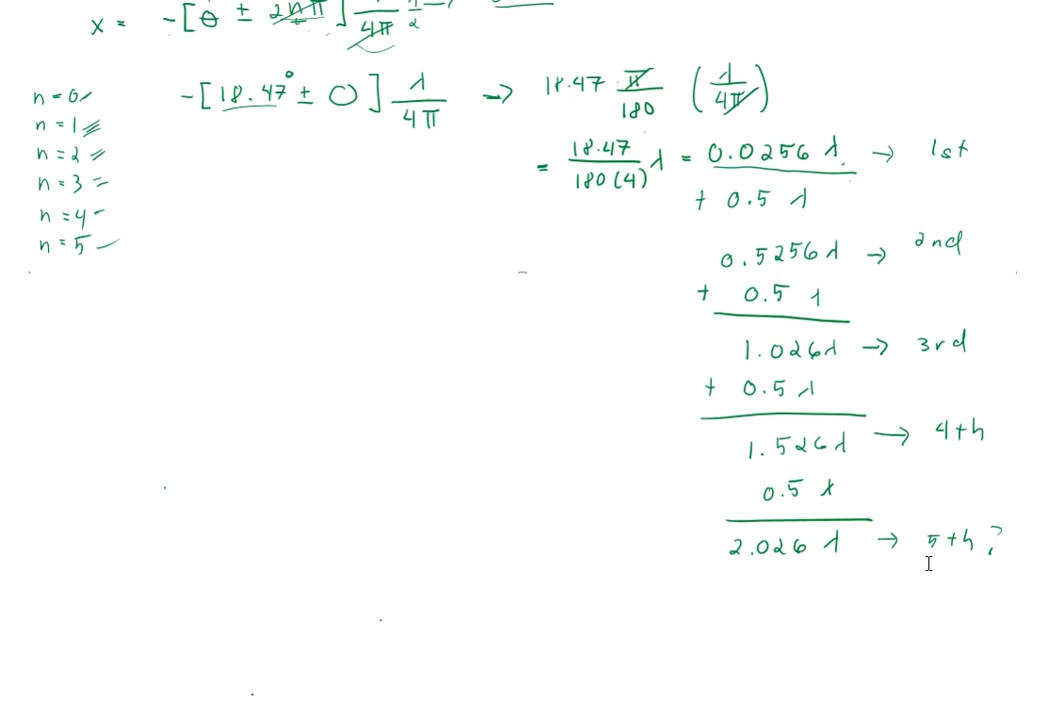 x = -[θ ± 2nπ] λ/4π λ/2
n = 0
n = 1
n = 2
n = 3
n = 4
n = 5
-[18.47° ± 0] λ/4π → 18.47 π/180 (λ/4π)
= 18.47/180(4) λ = 0.0256 λ → 1st
+ 0.5 λ
0.5256 λ → 2nd
+ 0.5 λ
1.026 λ → 3rd
+ 0.5 λ
1.526 λ → 4th
0.5 λ
2.026 λ → 5th ?